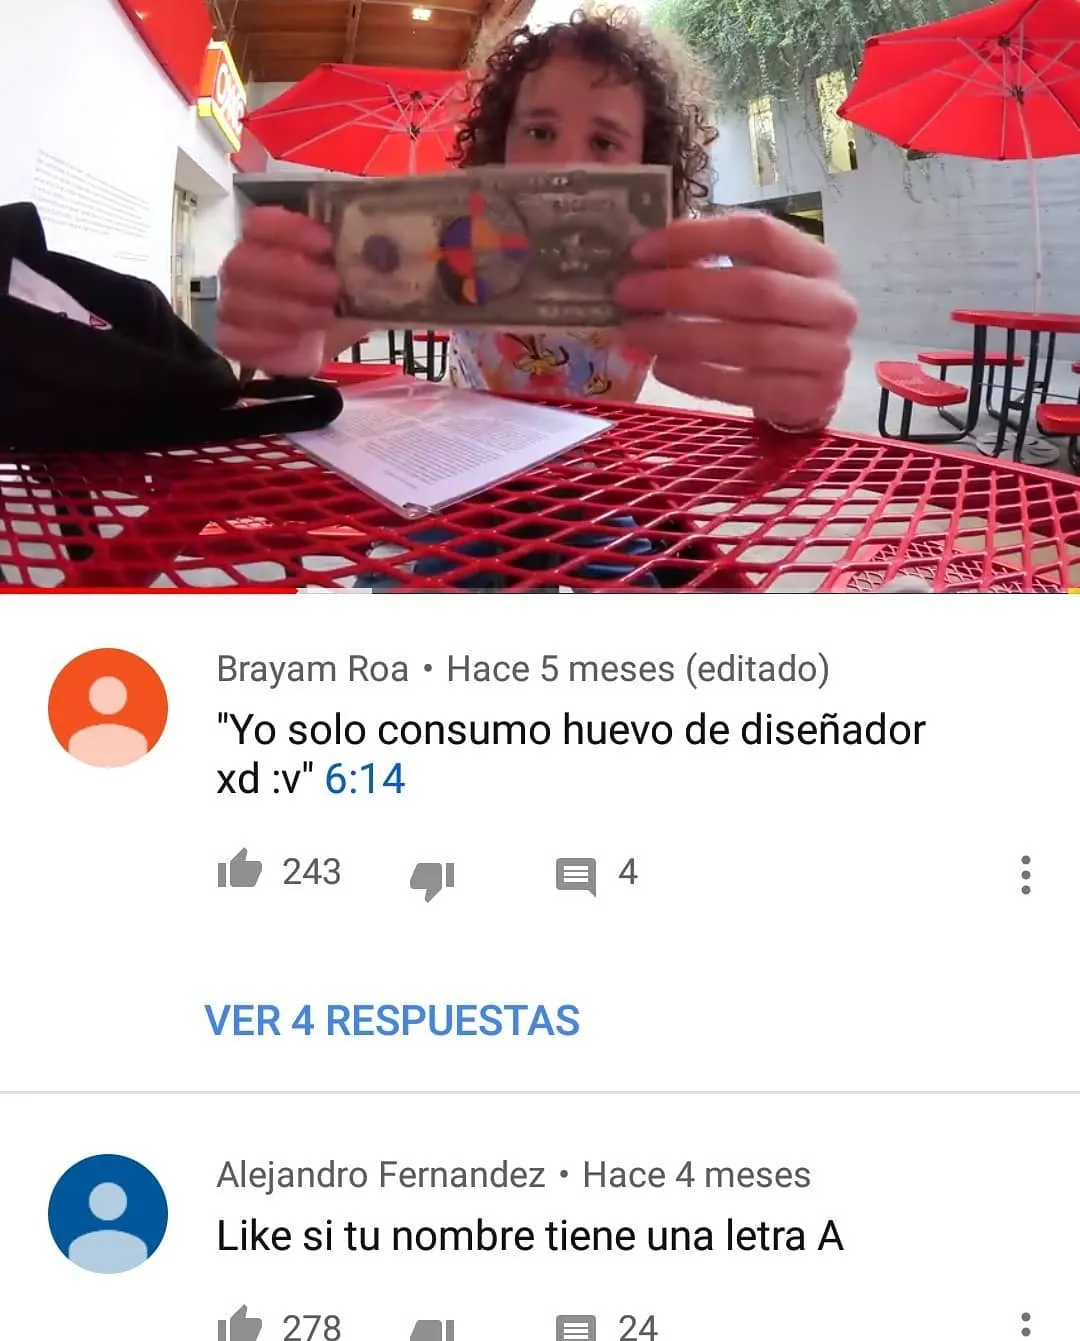 Brayam Roa • Hace 5 meses (editado)
"Yo solo consumo huevo de diseñador
xd :v" 6:14
243
4
VER 4 RESPUESTAS
Alejandro Fernandez • Hace 4 meses
Like si tu nombre tiene una letra A
278
24